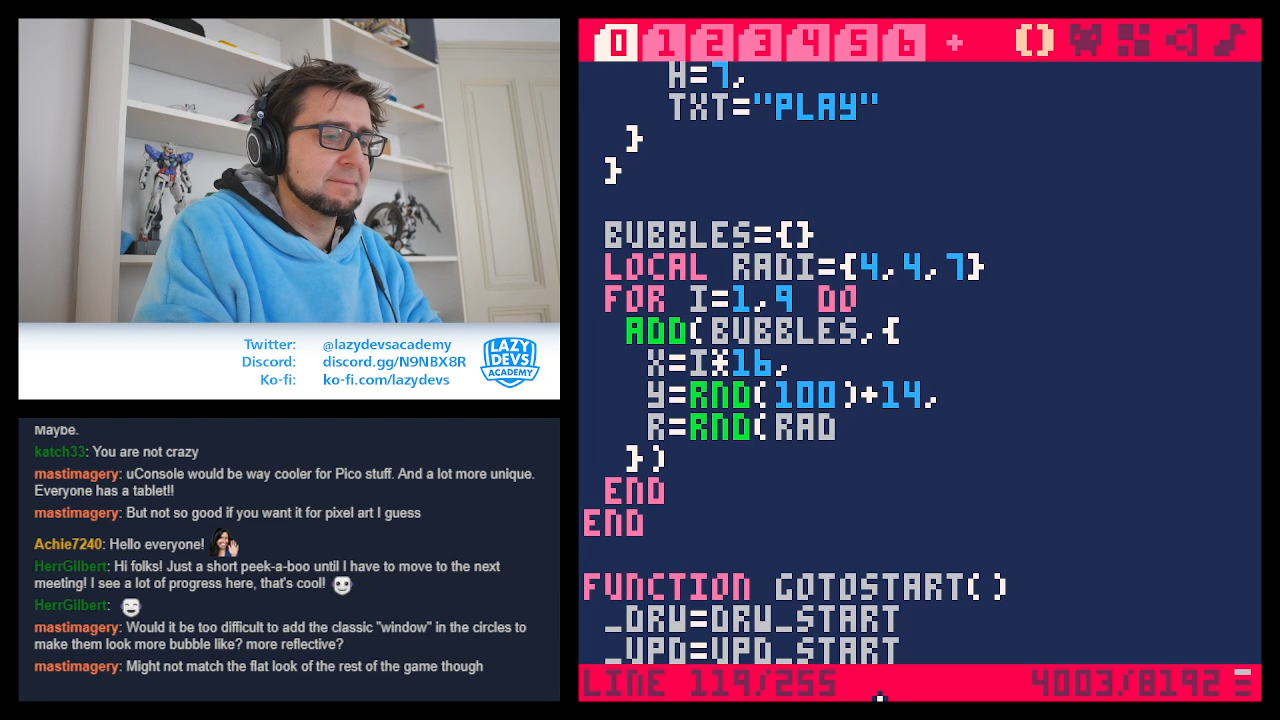 Twitter: @lazydevsacademy
Discord: discord.gg/N9NBX8R
Ko-fi: ko-fi.com/lazydevs
LAZY
DEVS
ACADEMY
Maybe.
katch33: You are not crazy
mastimagery: uConsole would be way cooler for Pico stuff. And a lot more unique.
Everyone has a tablet!!
mastimagery: But not so good if you want it for pixel art I guess
Achie7240: Hello everyone!
HerrGilbert: Hi folks! Just a short peek-a-boo until I have to move to the next
meeting! I see a lot of progress here, that's cool!
HerrGilbert:
mastimagery: Would it be too difficult to add the classic "window" in the circles to
make them look more bubble like? more reflective?
mastimagery: Might not match the flat look of the rest of the game though
0 1 2 3 4 5 6 + ()
H=7,
TXT="PLAY"
}
}
BUBBLES={}
LOCAL RADI={4,4,7}
FOR I=1,9 DO
ADD(BUBBLES,{
X=I*16,
Y=RND(100)+14,
R=RND(RAD
})
END
END
FUNCTION GOTOSTART()
_DRW=DRW_START
_UPD=UPD_START
LINE 119/255 4003/8192